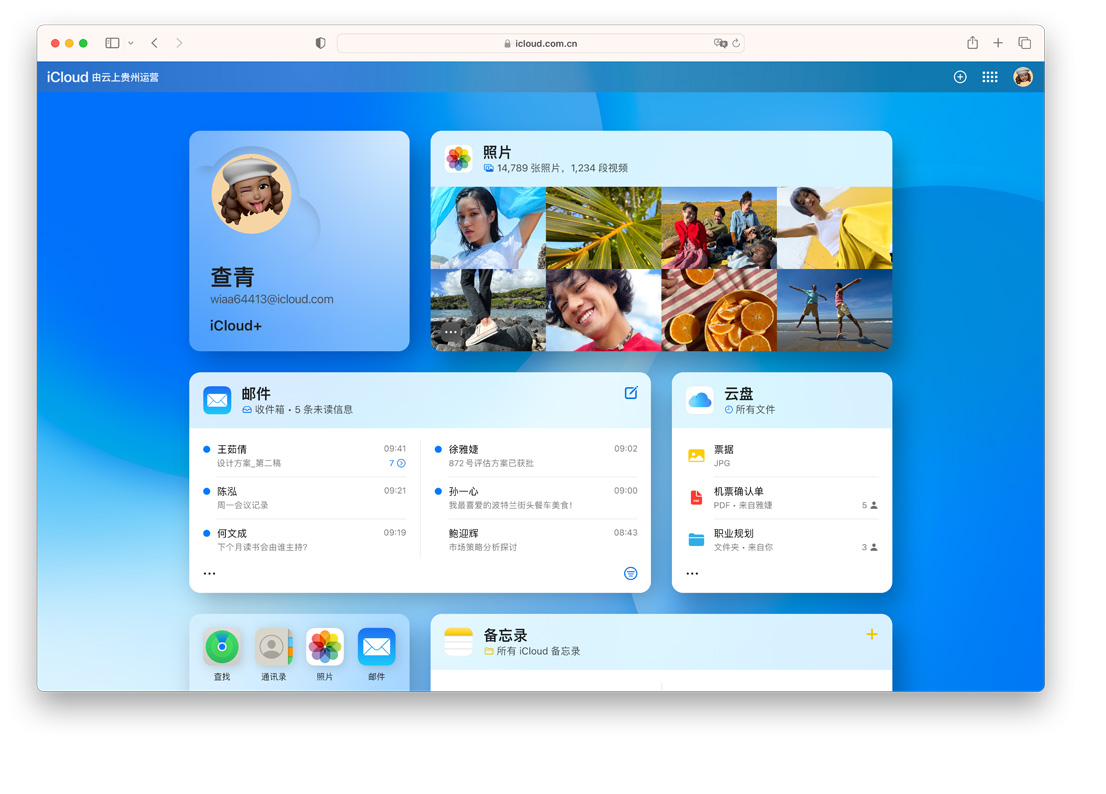 icloud.com.cn
iCloud 由云上贵州运营
查青
wiaa64413@icloud.com
iCloud+
照片
14,789 张照片，1,234 段视频
邮件
收件箱 • 5 条未读信息
王茹倩 09:41
设计方案_第二稿 7
陈泓 09:21
周一会议记录
何文成 09:19
下个月读书会由谁主持?
徐雅婕 09:02
872 号评估方案已获批
孙一心 09:00
我最喜爱的波特兰街头餐车美食!
鲍迎辉 08:43
市场策略分析探讨
云盘
所有文件
票据
JPG
机票确认单
PDF • 来自雅婕 5
职业规划
文件夹 • 来自你 3
查找
通讯录
照片
邮件
备忘录
所有 iCloud 备忘录